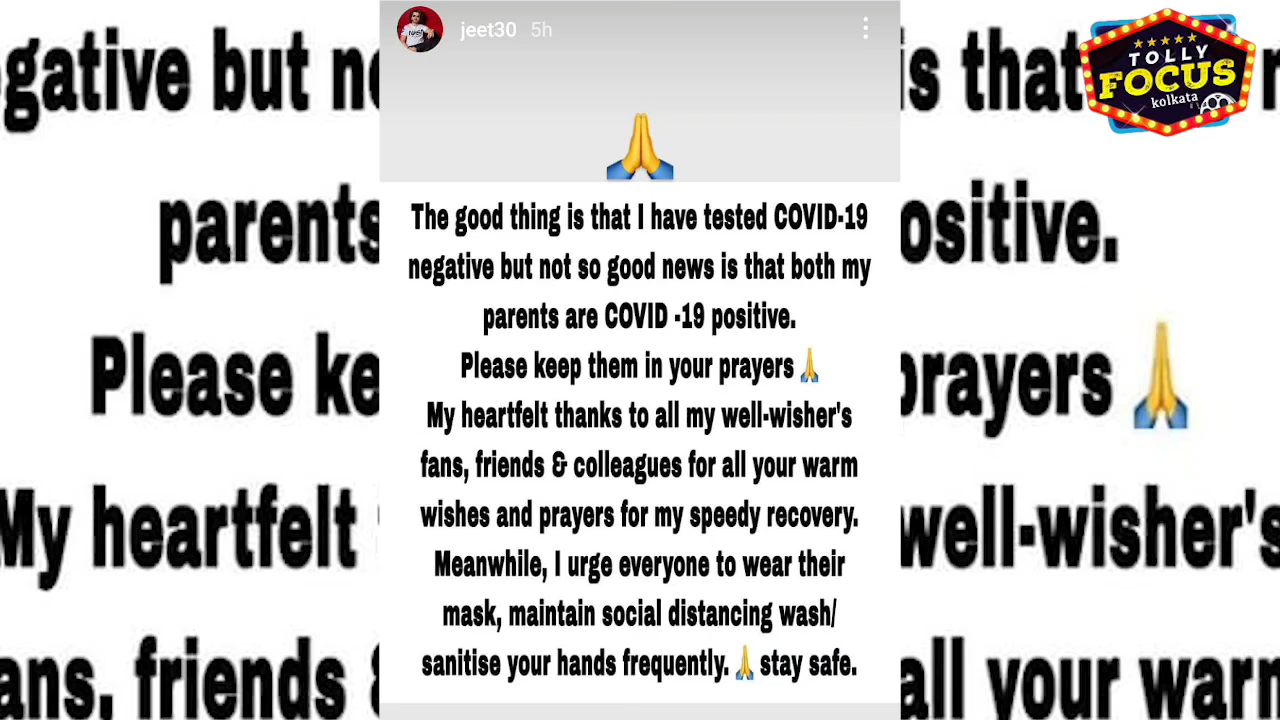 jeet30 5h
🙏
The good thing is that I have tested COVID-19
negative but not so good news is that both my
parents are COVID -19 positive.
Please keep them in your prayers🙏
My heartfelt thanks to all my well-wisher's
fans, friends & colleagues for all your warm
wishes and prayers for my speedy recovery.
Meanwhile, I urge everyone to wear their
mask, maintain social distancing wash/
sanitise your hands frequently.🙏stay safe.
TOLLY
FOCUS
kolkata
gative but n
is that
parents
ositive.
Please ke
prayers 🙏
My heartfelt
well-wisher's
ans, friends
all your warn